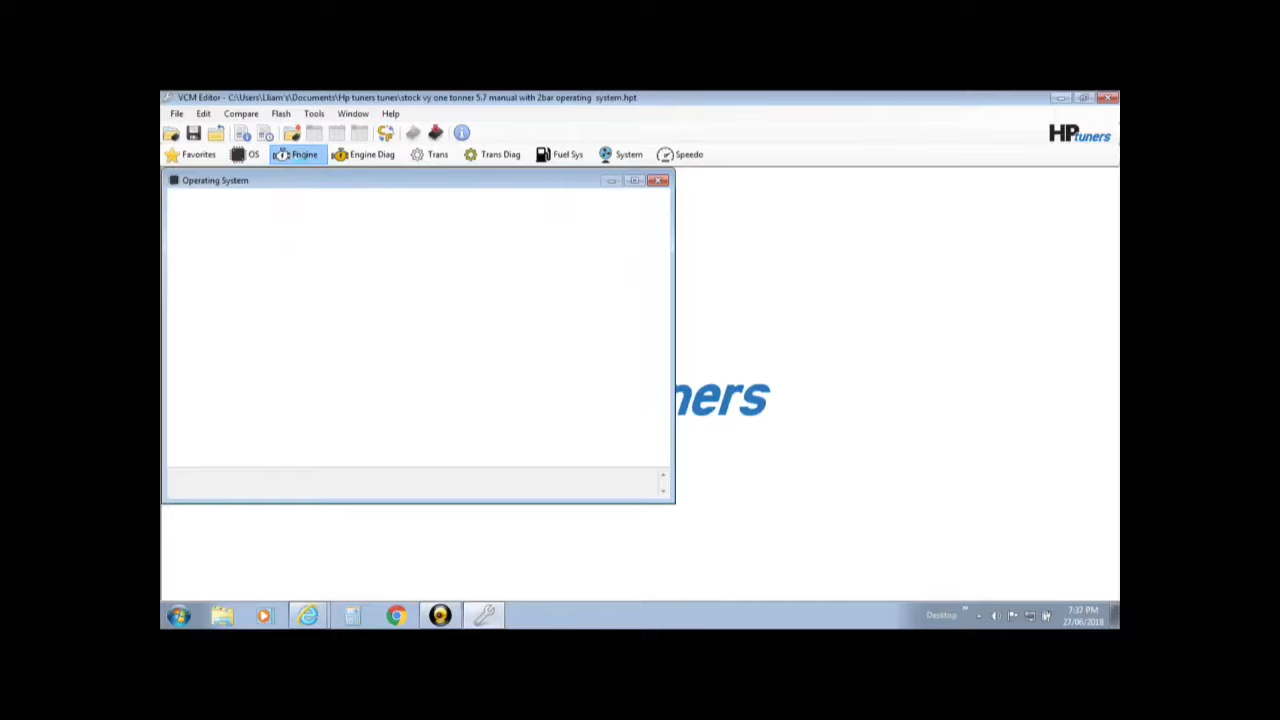 VCM Editor - C:\Users\Lliam's\Documents\Hp tuners tunes\stock vy one tonner 5.7 manual with 2bar operating system.hpt
File Edit Compare Flash Tools Window Help
HPtuners
Favorites OS Engine Engine Diag Trans Trans Diag Fuel Sys System Speedo
Operating System
ners
Desktop
7:37 PM
27/06/2018